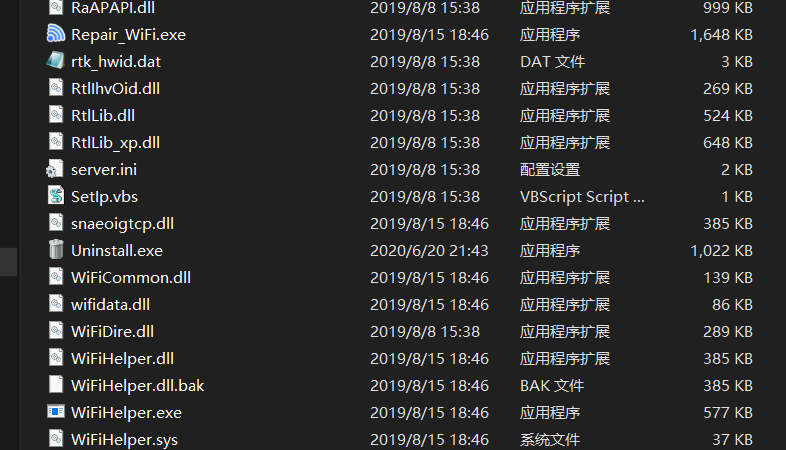 RaAPAPI.dll 2019/8/8 15:38 应用程序扩展 999 KB
Repair_WiFi.exe 2019/8/15 18:46 应用程序 1,648 KB
rtk_hwid.dat 2019/8/8 15:38 DAT 文件 3 KB
RtlIhvOid.dll 2019/8/8 15:38 应用程序扩展 269 KB
RtlLib.dll 2019/8/8 15:38 应用程序扩展 524 KB
RtlLib_xp.dll 2019/8/8 15:38 应用程序扩展 648 KB
server.ini 2019/8/8 15:38 配置设置 2 KB
SetIp.vbs 2019/8/8 15:38 VBScript Script ... 1 KB
snaeoigtcp.dll 2019/8/15 18:46 应用程序扩展 385 KB
Uninstall.exe 2020/6/20 21:43 应用程序 1,022 KB
WiFiCommon.dll 2019/8/15 18:46 应用程序扩展 139 KB
wifidata.dll 2019/8/15 18:46 应用程序扩展 86 KB
WiFiDire.dll 2019/8/8 15:38 应用程序扩展 289 KB
WiFiHelper.dll 2019/8/15 18:46 应用程序扩展 385 KB
WiFiHelper.dll.bak 2019/8/15 18:46 BAK 文件 385 KB
WiFiHelper.exe 2019/8/15 18:46 应用程序 577 KB
WiFiHelper.sys 2019/8/15 18:46 系统文件 37 KB